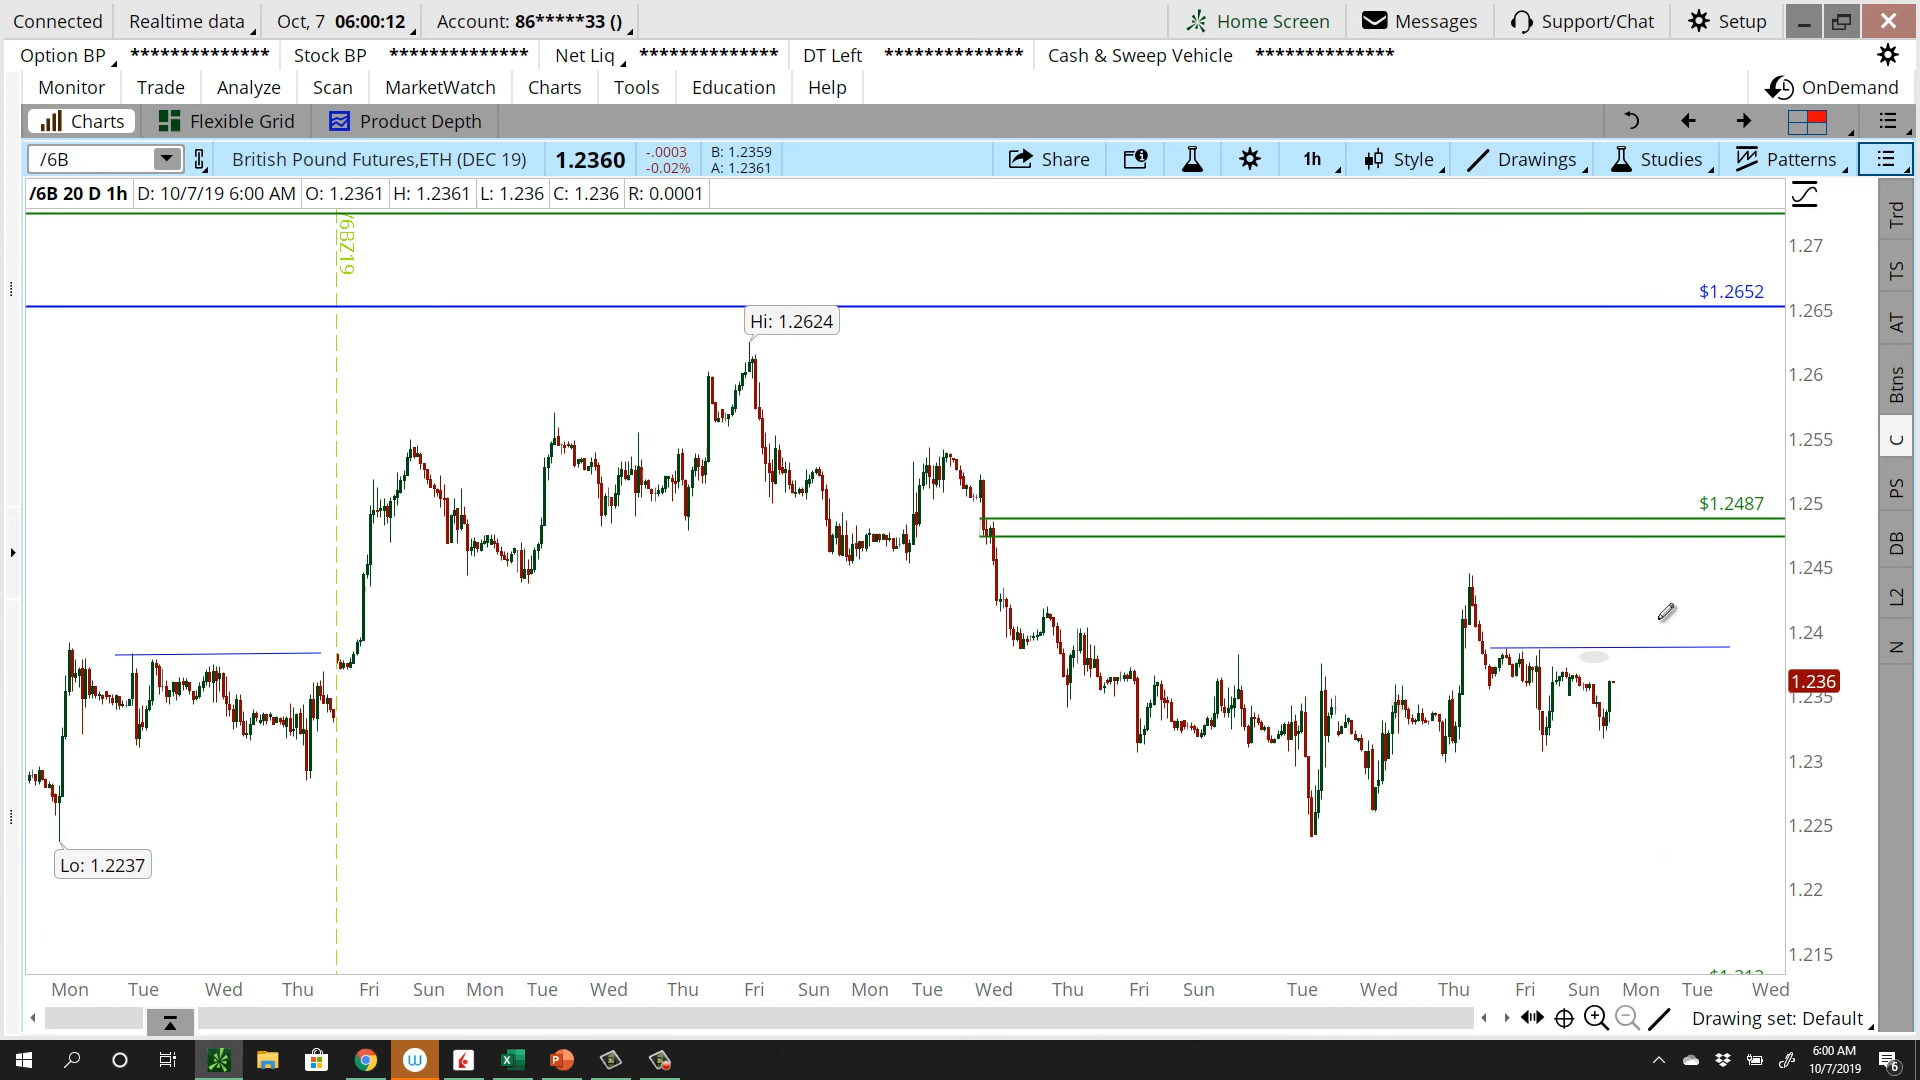 Connected Realtime data Oct, 7 06:00:12 Account: 86*****33 () Home Screen Messages Support/Chat Setup
Option BP ************** Stock BP ************** Net Liq ************** DT Left ************** Cash & Sweep Vehicle **************
Monitor Trade Analyze Scan MarketWatch Charts Tools Education Help OnDemand
Charts Flexible Grid Product Depth
/6B British Pound Futures,ETH (DEC 19) 1.2360 -.0003 -0.02% B: 1.2359 A: 1.2361 Share 1h Style Drawings Studies Patterns
/6B 20 D 1h D: 10/7/19 6:00 AM O: 1.2361 H: 1.2361 L: 1.236 C: 1.236 R: 0.0001
/6BZ19
1.27
$1.2652
1.265
Hi: 1.2624
1.26
1.255
$1.2487
1.25
1.245
1.24
1.236
1.235
1.23
1.225
Lo: 1.2237
1.22
1.215
Trd
TS
AT
Btns
C
PS
DB
L2
N
Mon Tue Wed Thu Fri Sun Mon Tue Wed Thu Fri Sun Mon Tue Wed Thu Fri Sun Tue Wed Thu Fri Sun Mon Tue Wed
Drawing set: Default
6:00 AM
10/7/2019
6